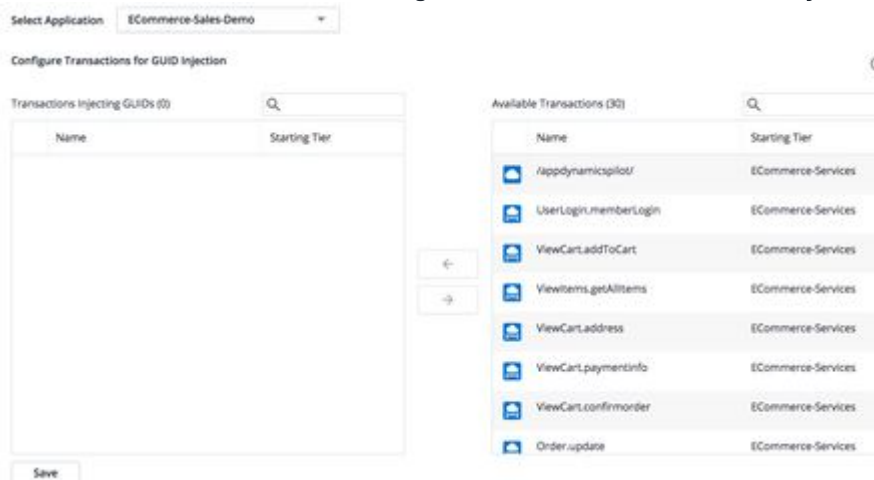 Select Application ECommerce-Sales-Demo
Configure Transactions for GUID Injection
Transactions Injecting GUIDs (0)
Name Starting Tier
Available Transactions (30)
Name Starting Tier
/appdynamicspilot/ ECommerce-Services
UserLogin.memberLogin ECommerce-Services
ViewCart.addToCart ECommerce-Services
ViewItems.getAllItems ECommerce-Services
ViewCart.address ECommerce-Services
ViewCart.paymentinfo ECommerce-Services
ViewCart.confirmorder ECommerce-Services
Order.update ECommerce-Services
Save